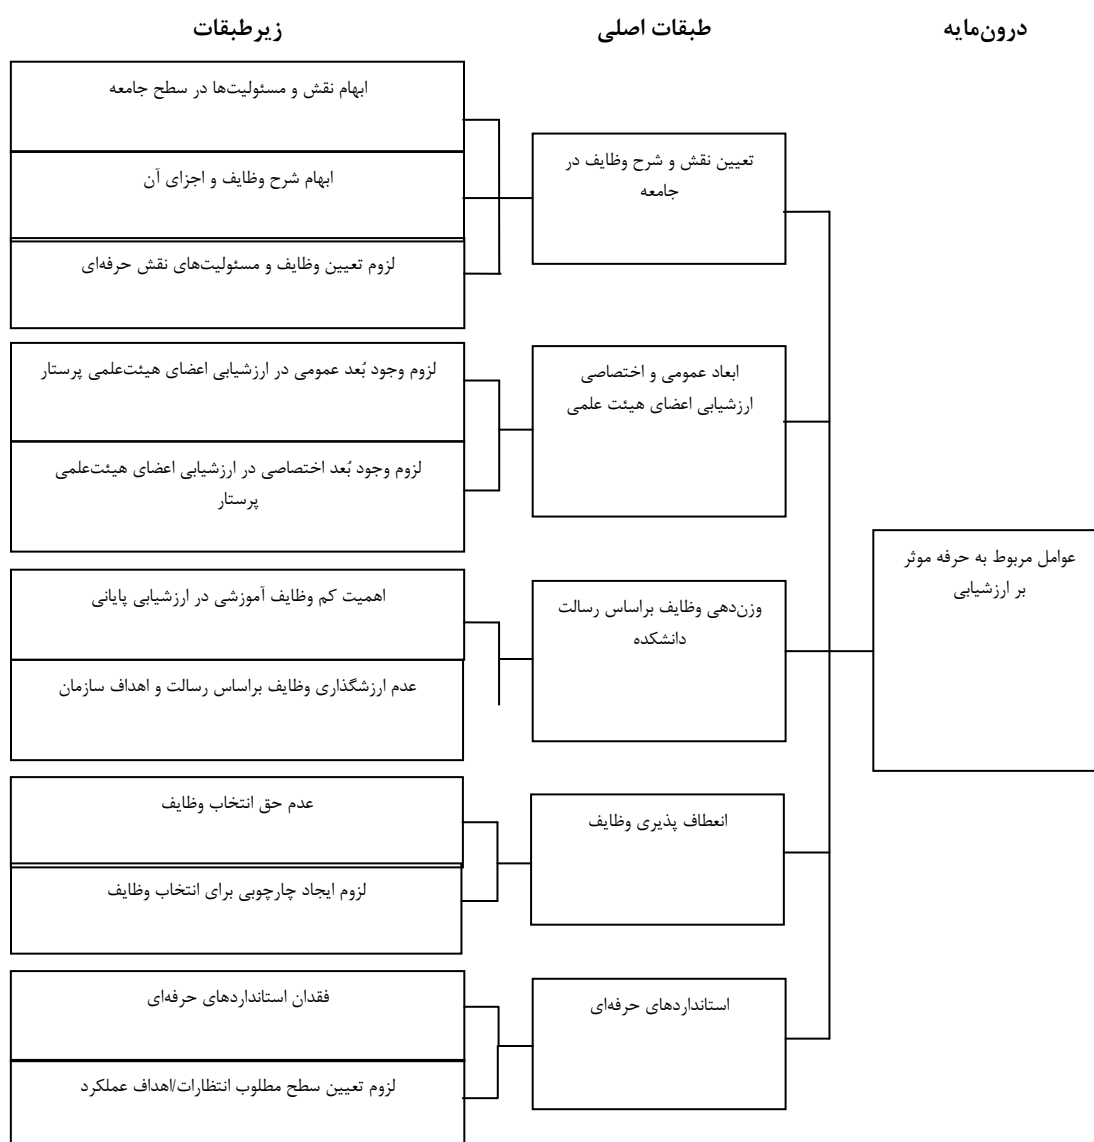 درون‌مایه
طبقات اصلی
زیرطبقات
عوامل مربوط به حرفه موثر
بر ارزشیابی
تعیین نقش و شرح وظایف در
جامعه
ابهام نقش و مسئولیت‌ها در سطح جامعه
ابهام شرح وظایف و اجزای آن
لزوم تعیین وظایف و مسئولیت‌های نقش حرفه‌ای
ابعاد عمومی و اختصاصی
ارزشیابی اعضای هیئت علمی
لزوم وجود بُعد عمومی در ارزشیابی اعضای هیئت‌علمی پرستار
لزوم وجود بُعد اختصاصی در ارزشیابی اعضای هیئت‌علمی
پرستار
وزن‌دهی وظایف براساس رسالت
دانشکده
اهمیت کم وظایف آموزشی در ارزشیابی پایانی
عدم ارزشگذاری وظایف براساس رسالت و اهداف سازمان
انعطاف پذیری وظایف
عدم حق انتخاب وظایف
لزوم ایجاد چارچوبی برای انتخاب وظایف
استانداردهای حرفه‌ای
فقدان استانداردهای حرفه‌ای
لزوم تعیین سطح مطلوب انتظارات/اهداف عملکرد